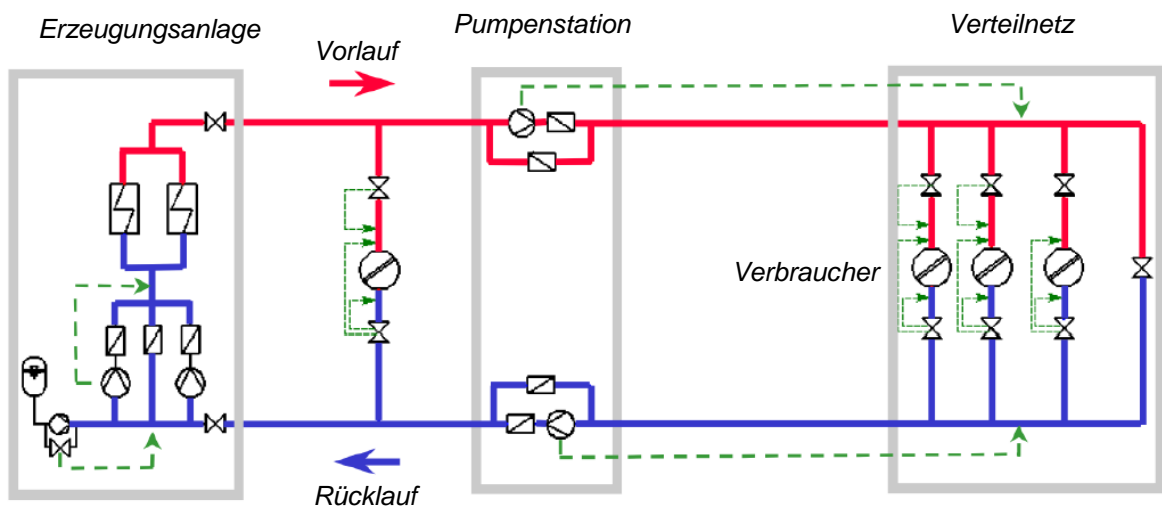 Erzeugungsanlage
Pumpenstation
Verteilnetz
Vorlauf
Verbraucher
Rücklauf